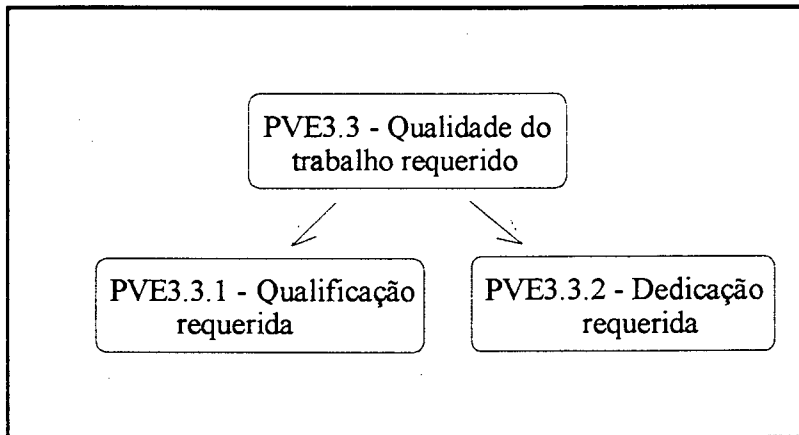 PVE3.3 - Qualidade do
trabalho requerido
PVE3.3.1 - Qualificação
requerida
PVE3.3.2 - Dedicação
requerida